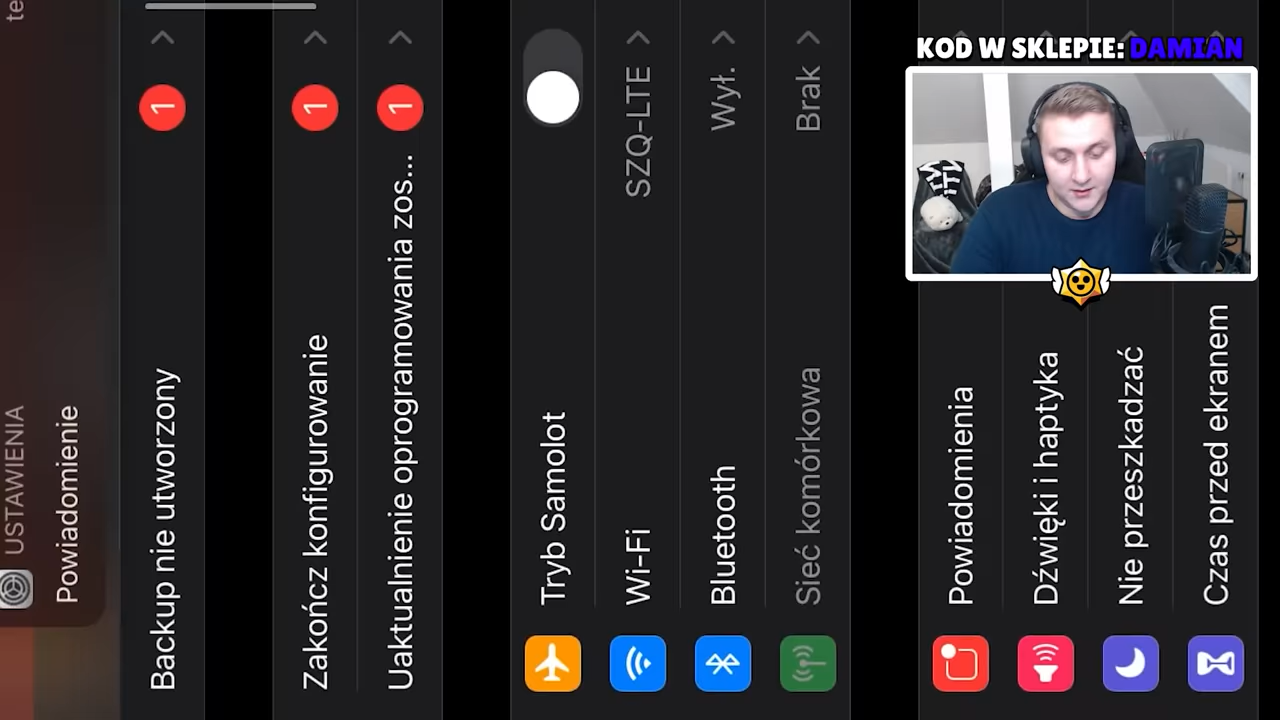 KOD W SKLEPIE: DAMIAN
USTAWIENIA
Powiadomienie
Backup nie utworzony 1
Zakończ konfigurowanie 1
Uaktualnienie oprogramowania zos... 1
Tryb Samolot
Wi-Fi SZQ-LTE
Bluetooth Wył.
Sieć komórkowa Brak
Powiadomienia
Dźwięki i haptyka
Nie przeszkadzać
Czas przed ekranem